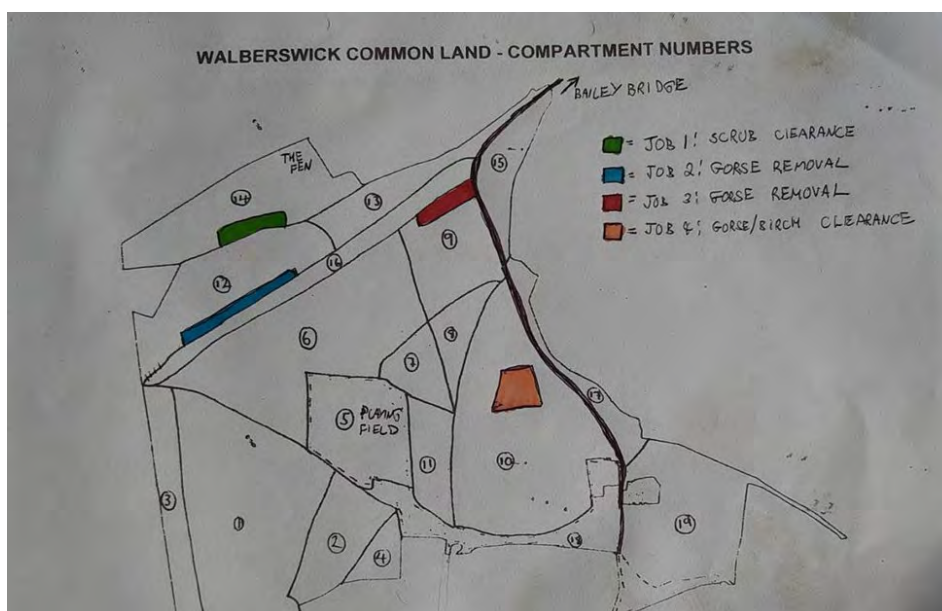 WALBERSWICK COMMON LAND - COMPARTMENT NUMBERS
BAILEY BRIDGE
= JOB 1: SCRUB CLEARANCE
= JOB 2: GORSE REMOVAL
= JOB 3: GORSE REMOVAL
= JOB 4: GORSE/BIRCH CLEARANCE
THE
FEN
15
14
13
9
16
12
6
8
7
17
5 PLAYING
FIELD
11
10
3
1
2
4
18
19